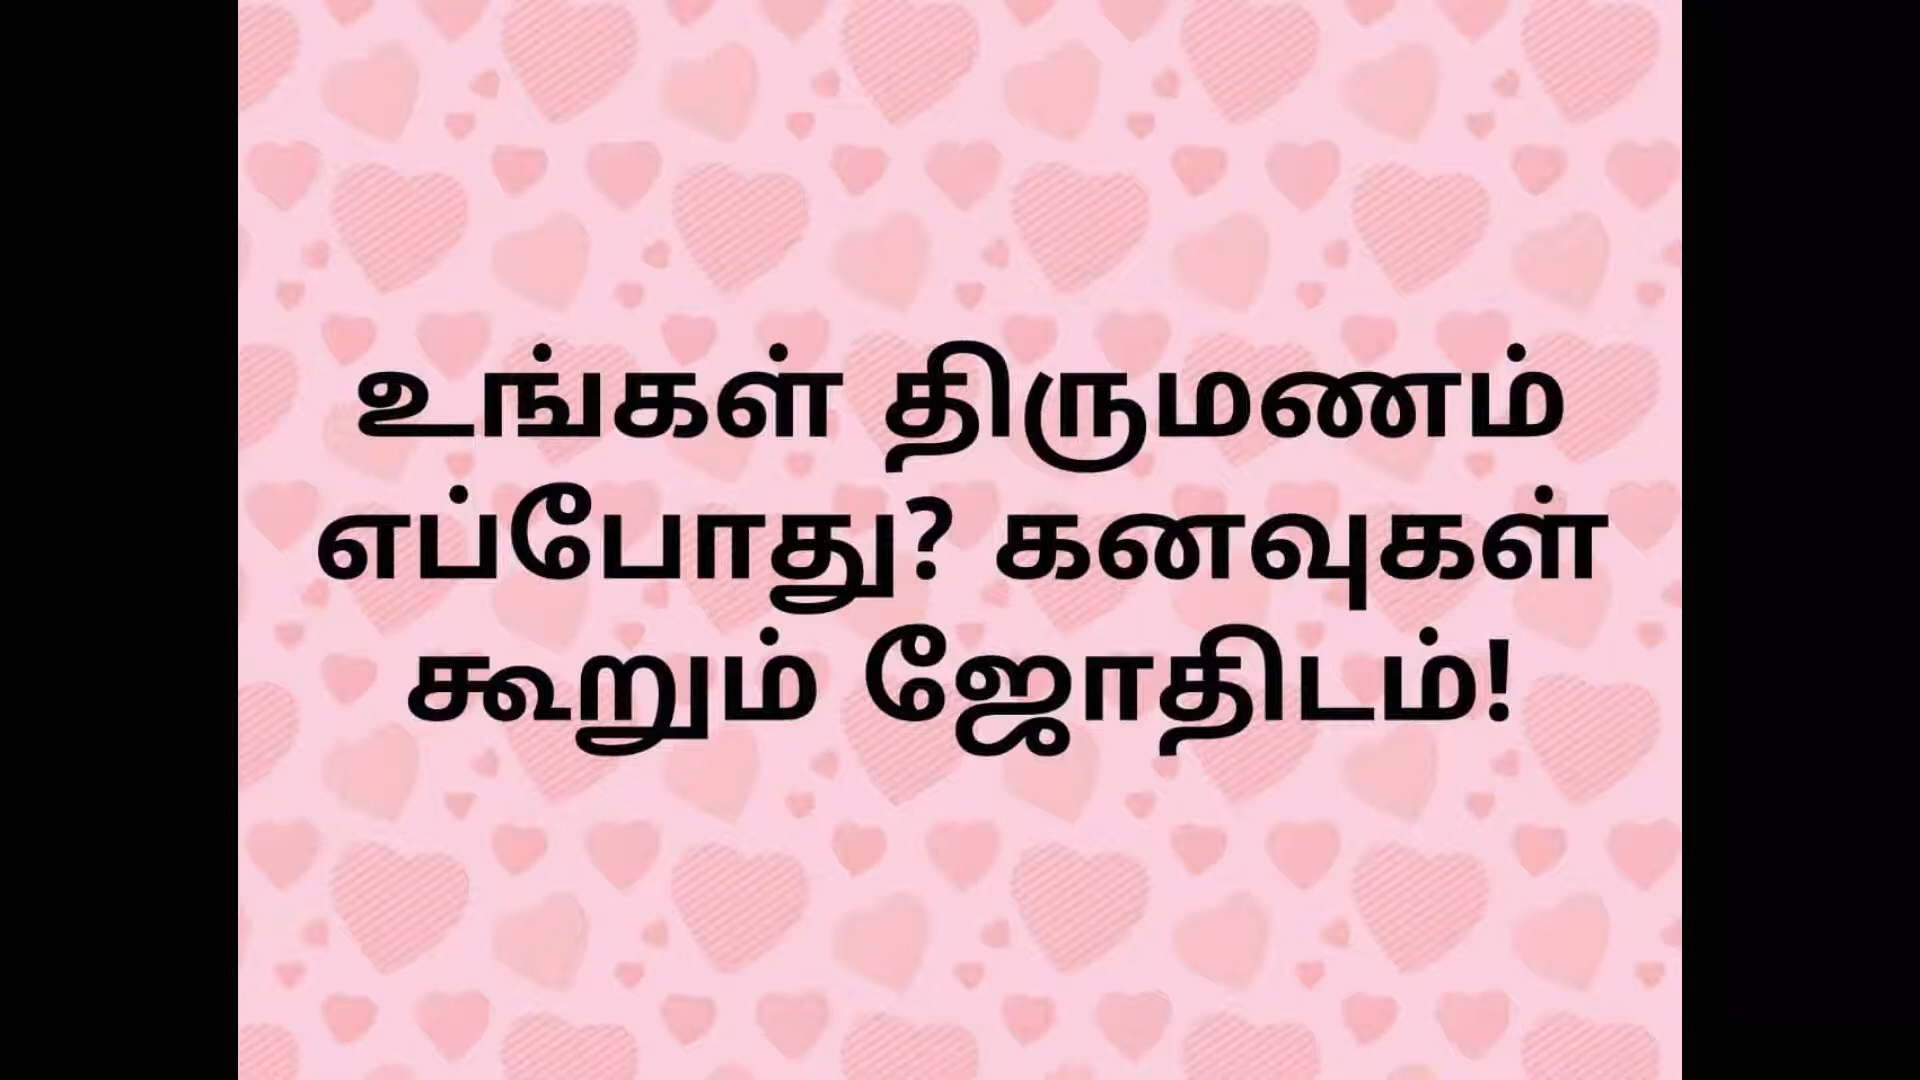 உங்கள் திருமணம்
எப்போது? கனவுகள்
கூறும் ஜோதிடம்!